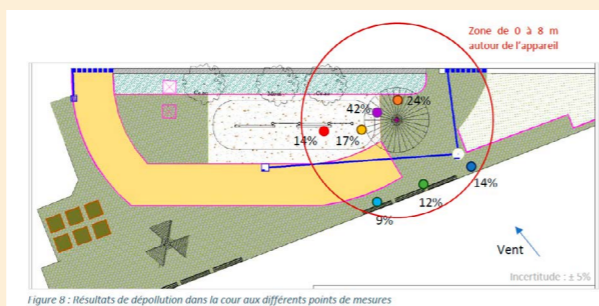 Zone de 0 à 8 m
autour de l'appareil
24%
42%
14%
17%
14%
12%
9%
Vent
Incertitude : ± 5%
Figure 8 : Résultats de dépollution dans la cour aux différents points de mesures